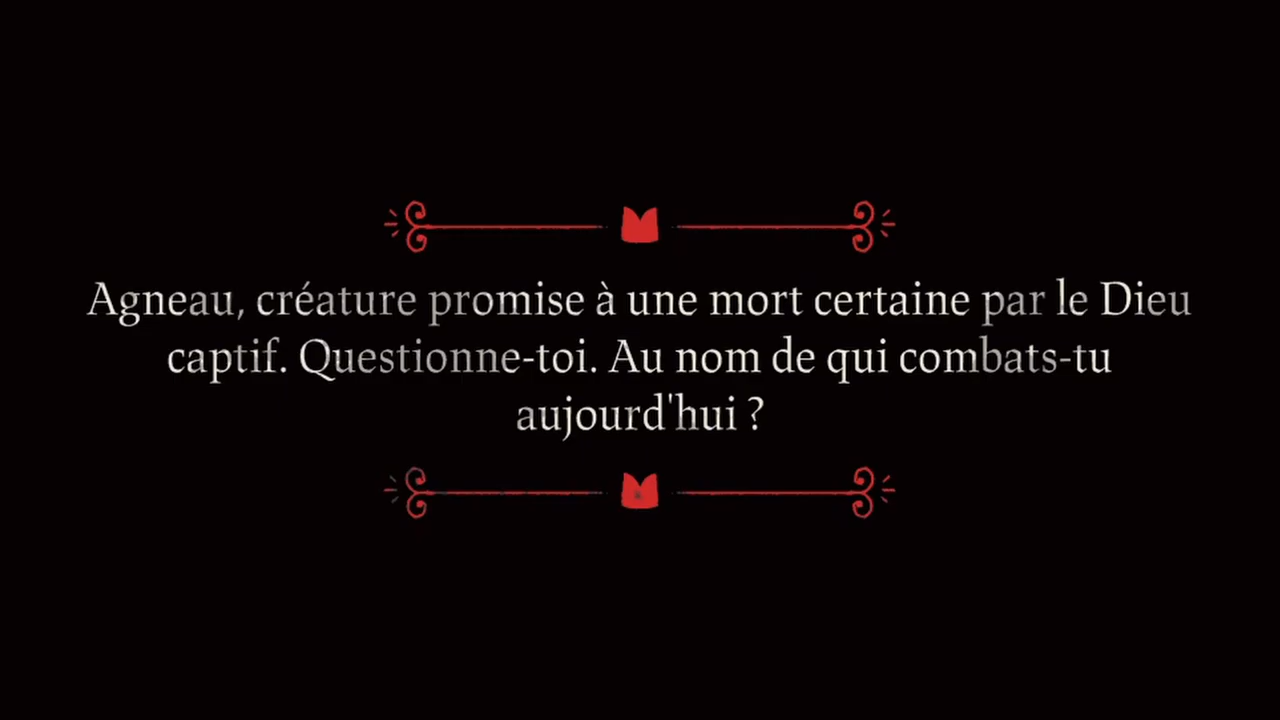 Agneau, créature promise à une mort certaine par le Dieu
captif. Questionne-toi. Au nom de qui combats-tu
aujourd'hui ?